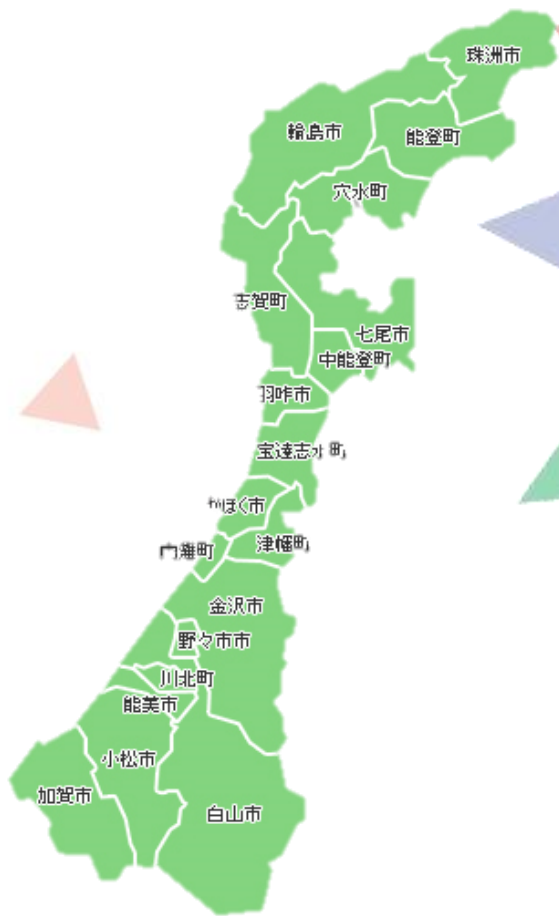 珠洲市
輪島市
能登町
穴水町
志賀町
七尾市
中能登町
羽咋市
宝達志水町
かほく市
津幡町
内灘町
金沢市
野々市市
川北町
能美市
小松市
加賀市
白山市